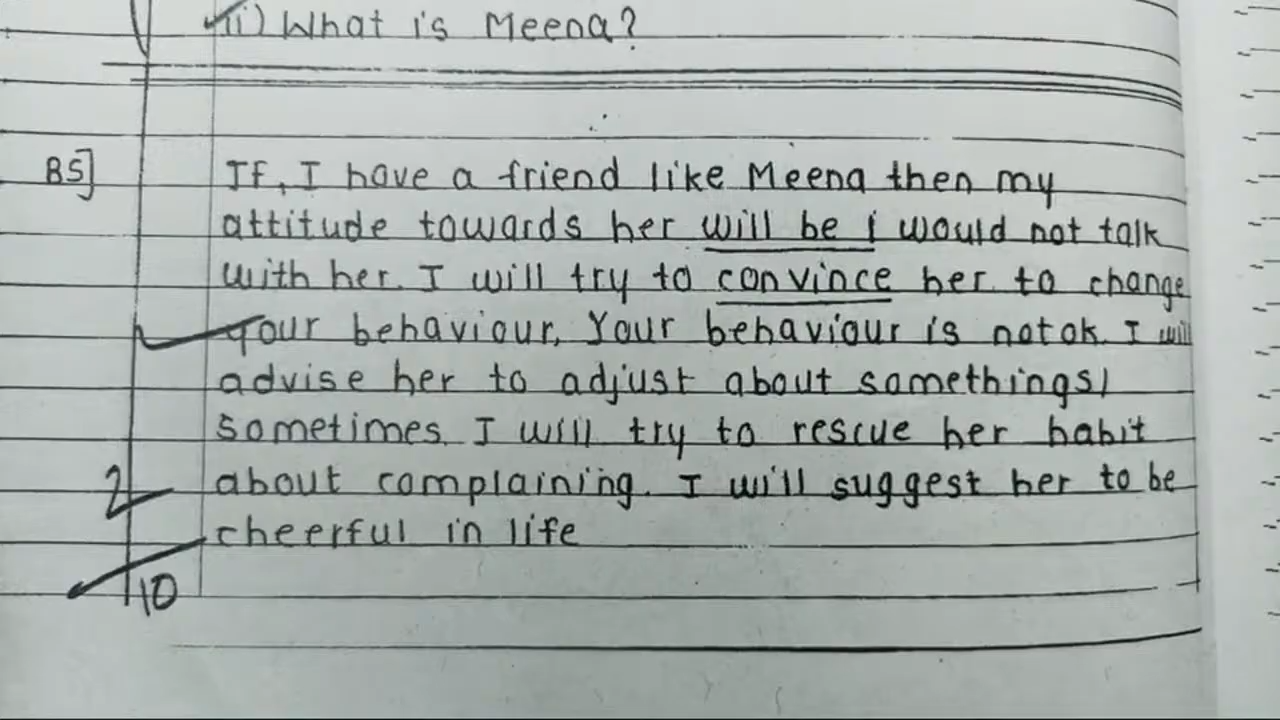 ii) What is Meena?
B5]
If, I have a friend like Meena then my
attitude towards her will be i would not talk
with her. I will try to convince her to change
your behaviour, Your behaviour is not ok. I will
advise her to adjust about somethings/
sometimes I will try to rescue her habit
about complaining. I will suggest her to be
2
cheerful in life
10